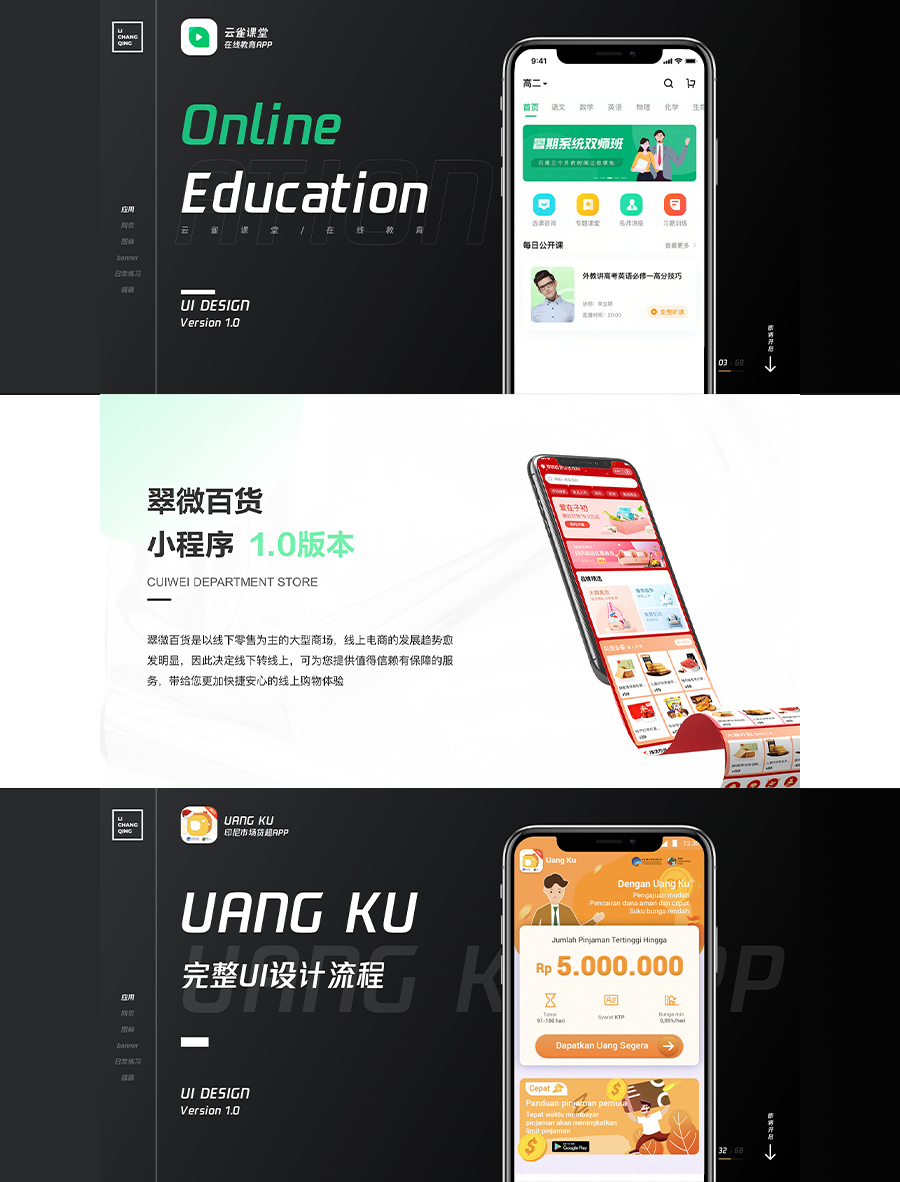 LI
CHANG
QING
云雀课堂
在线教育APP
Online
Education
云雀课堂/在线教育
应用
网页
图标
banner
日常练习
插画
UI DESIGN
Version 1.0
9:41
高二
首页 语文 数学 英语 物理 化学 生物
暑期系统双师班
只需三个月的时间让你领先
选课咨询 专题课堂 名师讲座 习题训练
每日公开课
查看更多
外教讲高考英语必修一高分技巧
直播时间：20:00
免费听课
即将开启
03 / 68
翠微百货
小程序 1.0版本
CUIWEI DEPARTMENT STORE
翠微百货是以线下零售为主的大型商场，线上电商的发展趋势愈
发明显，因此决定线下转线上，可为您提供值得信赖有保障的服
务，带给您更加快捷安心的线上购物体验
爱在子初
品牌精选
LI
CHANG
QING
UANG KU
印尼市场贷超APP
UANG KU
完整UI设计流程
应用
网页
图标
banner
日常练习
插画
UI DESIGN
Version 1.0
Uang Ku
Dengan Uang Ku
Pengajuan mudah
Pencairan dana aman dan cepat
Suku bunga rendah
Jumlah Pinjaman Tertinggi Hingga
Rp 5.000.000
Tenor
91-180 hari
Syarat KTP
Bunga min
0,05%/hari
Dapatkan Uang Segera
Cepat
Panduan pinjaman pemula
Tepat waktu membayar
pinjaman akan meningkatkan
limit pinjaman
Google Play
即将开启
32 / 68